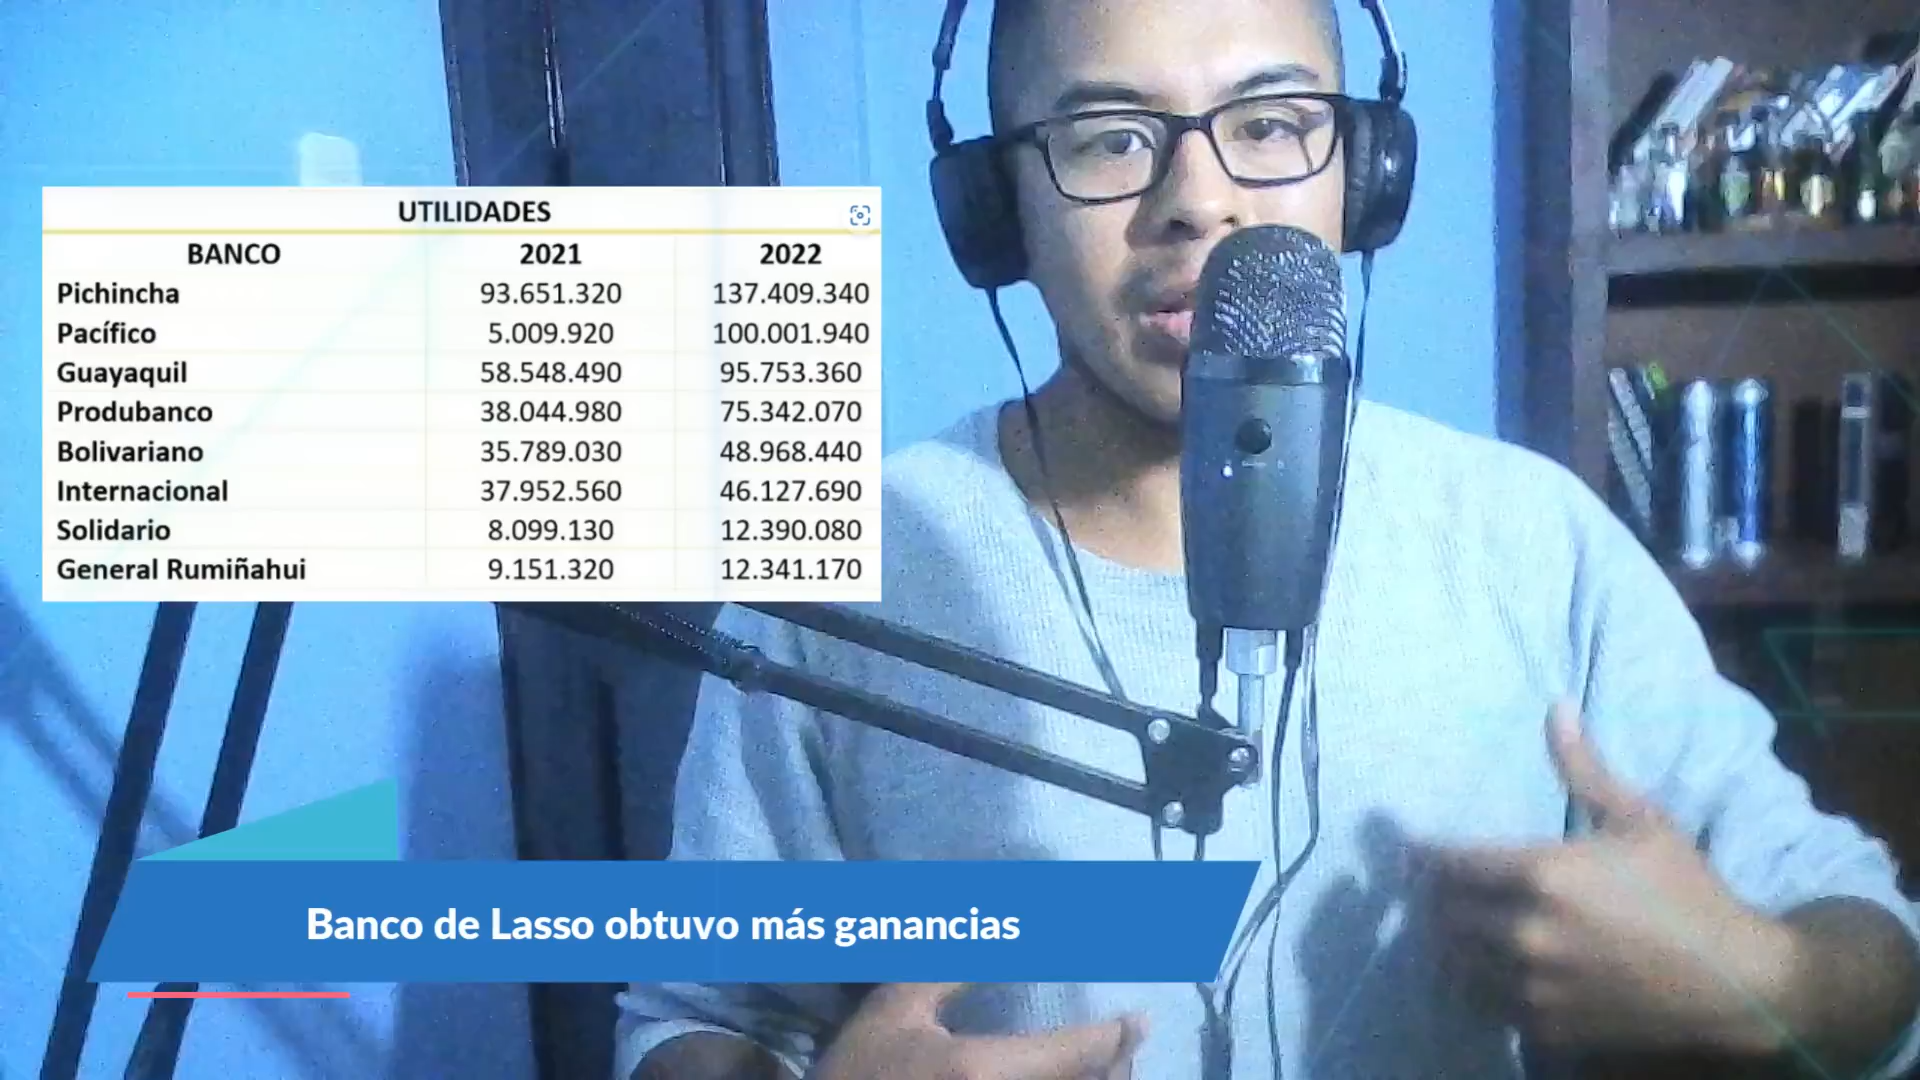 UTILIDADES
BANCO 2021 2022
Pichincha 93.651.320 137.409.340
Pacífico 5.009.920 100.001.940
Guayaquil 58.548.490 95.753.360
Produbanco 38.044.980 75.342.070
Bolivariano 35.789.030 48.968.440
Internacional 37.952.560 46.127.690
Solidario 8.099.130 12.390.080
General Rumiñahui 9.151.320 12.341.170
Banco de Lasso obtuvo más ganancias